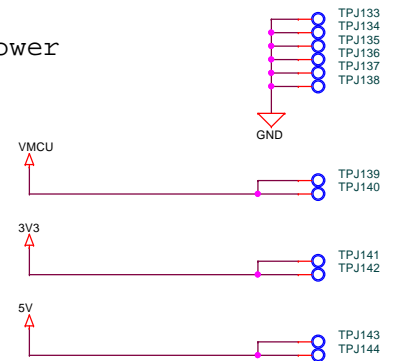 TPJ133
TPJ134
ower
TPJ135
TPJ136
TPJ137
TPJ138
GND
VMCU
TPJ139
TPJ140
3V3
TPJ141
TPJ142
5V
TPJ143
TPJ144